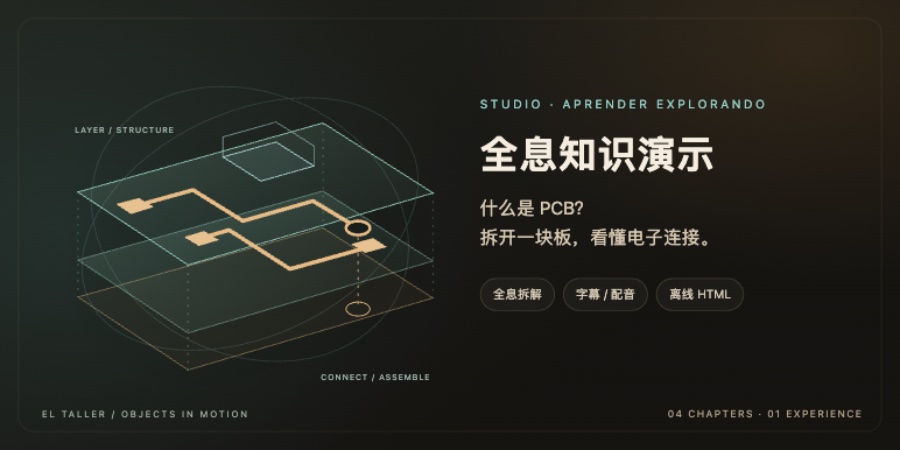 LAYER / STRUCTURE
STUDIO · APRENDER EXPLORANDO
全息知识演示
什么是 PCB?
拆开一块板，看懂电子连接。
全息拆解
字幕 / 配音
离线 HTML
CONNECT / ASSEMBLE
EL TALLER / OBJECTS IN MOTION
04 CHAPTERS · 01 EXPERIENCE